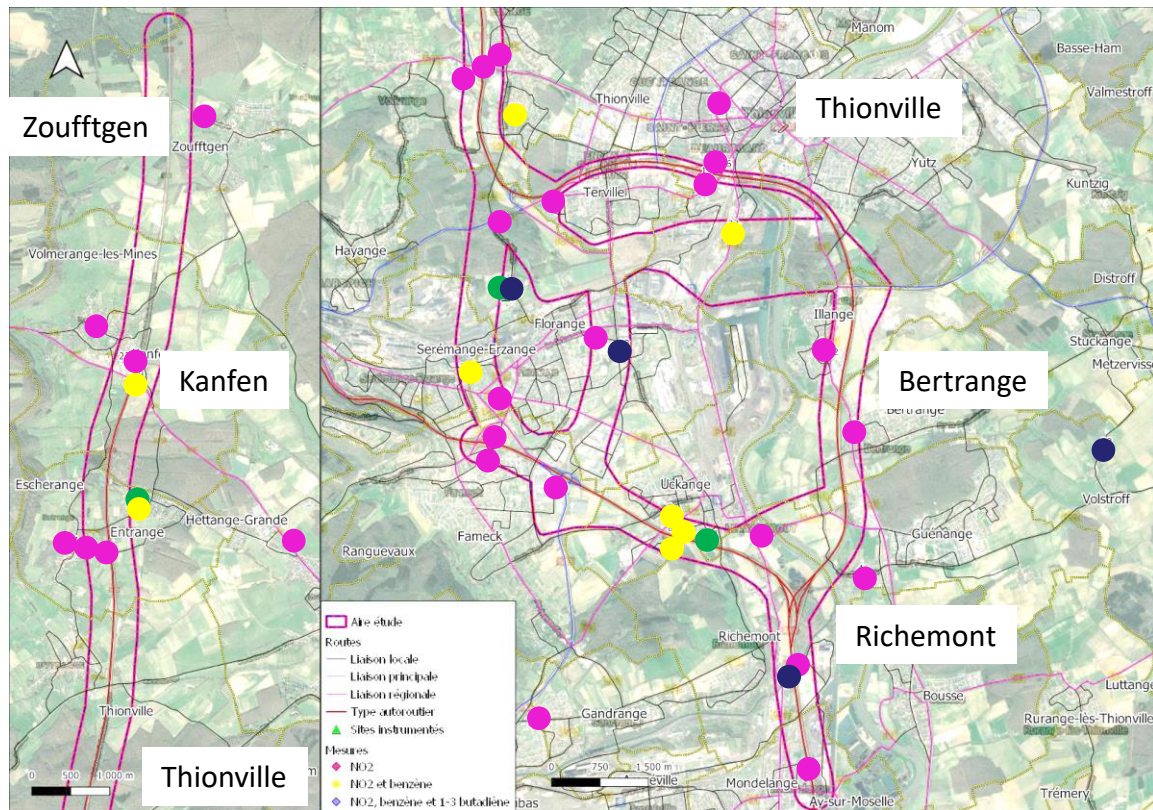 Zoufftgen
Zoufftgen
Volmerange-les-Mines
Kanfen
Escherange
Entrange
Hettange-Grande
Thionville
Thionville
0 500 1 000 m
Manom
Basse-Ham
Thionville
Thionville
Valmestroff
Volkrange
Yutz
Kuntzig
Terville
Hayange
Distroff
Illange
Florange
Stuckange
Serémange-Erzange
Metzervisse
Bertrange
Bertrange
Volstroff
Uckange
Guénange
Fameck
Ranguevaux
Richemont
Richemont
Gandrange
Bousse
Luttange
Rurange-lès-Thionville
Mondelange
Ay-sur-Moselle
Trémery
0 750 1 500 m
Aire étude
Routes
Liaison locale
Liaison principale
Liaison régionale
Type autoroutier
Sites instrumentés
Mesures
NO2
NO2 et benzène
NO2, benzène et 1-3 butadiène